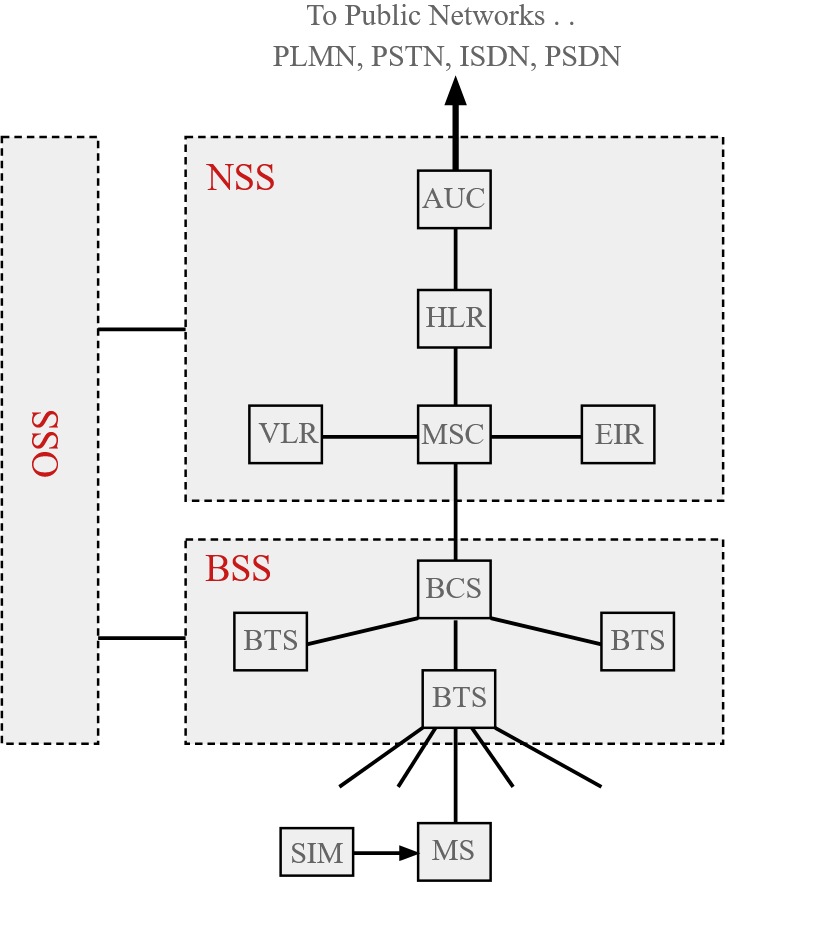 To Public Networks . .
PLMN, PSTN, ISDN, PSDN
NSS
AUC
HLR
VLR
MSC
EIR
OSS
BSS
BCS
BTS
BTS
BTS
SIM
MS